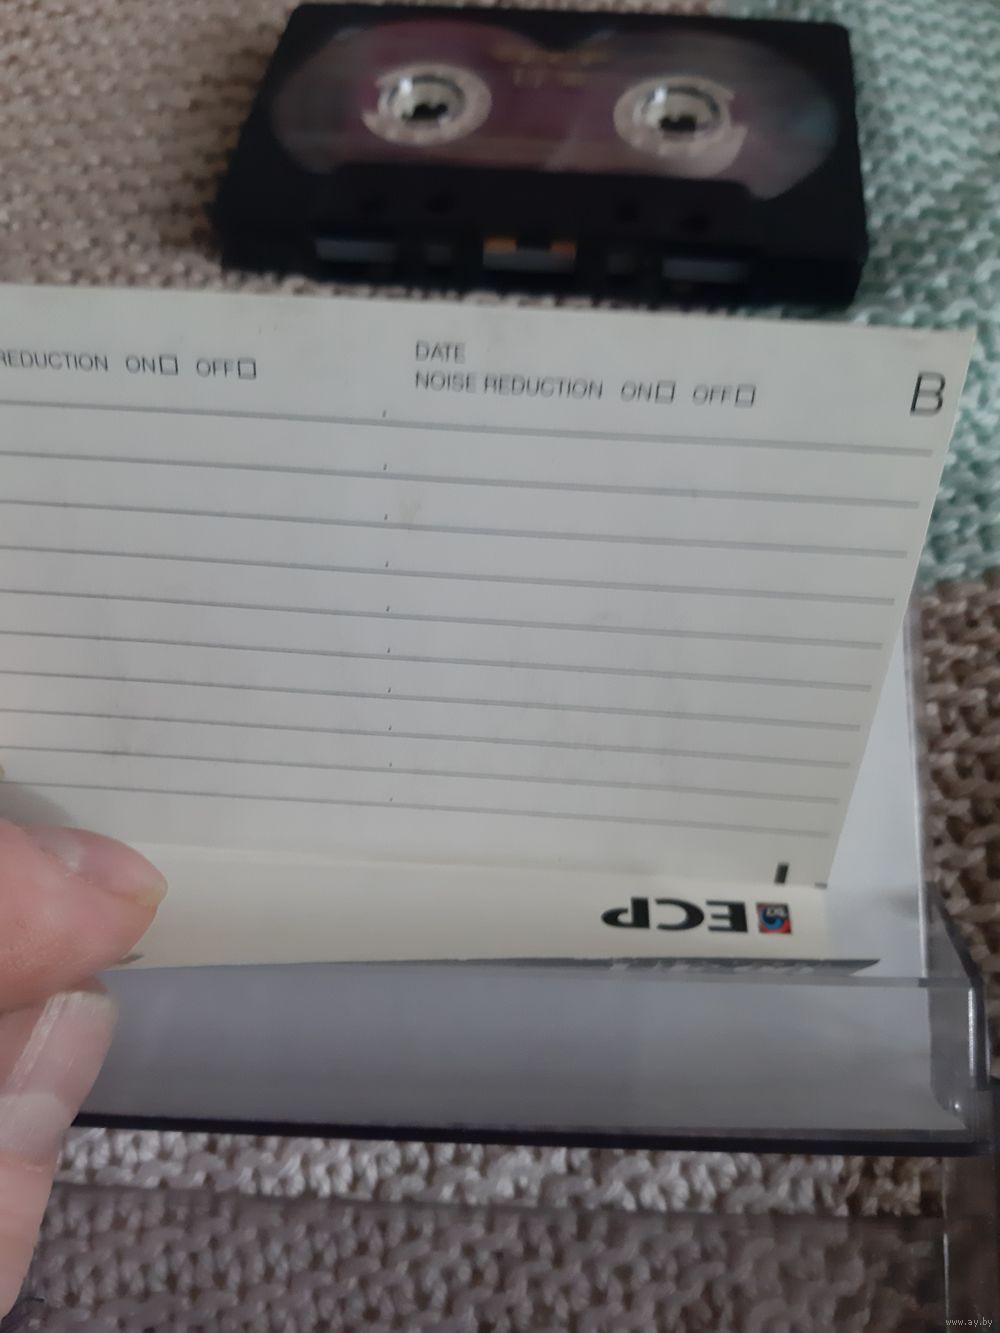 REDUCTION ON OFF
DATE
NOISE REDUCTION ON OFF
B
I
ECP
www.ay.by